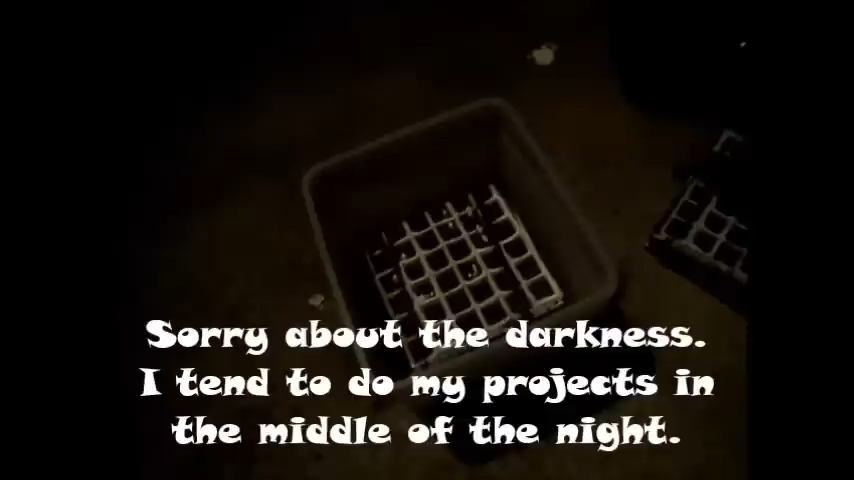 Sorry about the darkness.
I tend to do my projects in
the middle of the night.